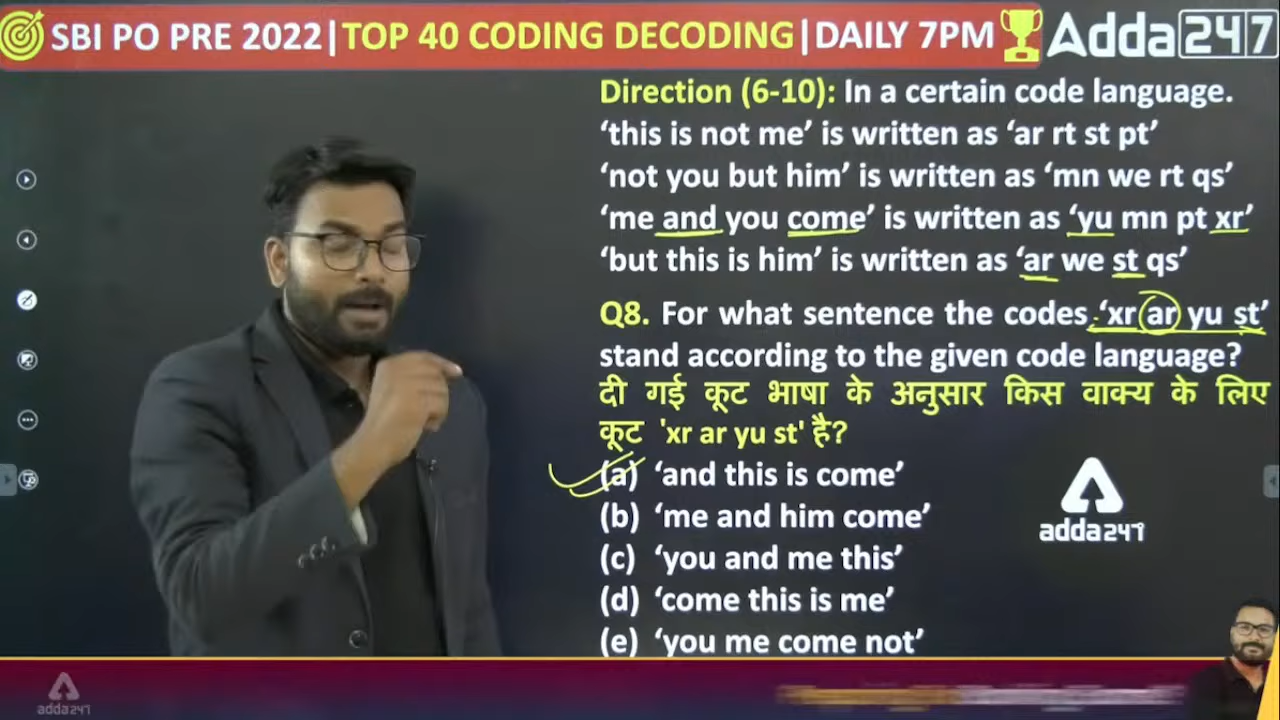 SBI PO PRE 2022|TOP 40 CODING DECODING|DAILY 7PM
Adda247
Direction (6-10): In a certain code language.
‘this is not me’ is written as ‘ar rt st pt’
‘not you but him’ is written as ‘mn we rt qs’
‘me and you come’ is written as ‘yu mn pt xr’
‘but this is him’ is written as ‘ar we st qs’
Q8. For what sentence the codes ‘xr ar yu st’
stand according to the given code language?
दी गई कूट भाषा के अनुसार किस वाक्य के लिए
कूट 'xr ar yu st' है?
(a) ‘and this is come’
(b) ‘me and him come’
(c) ‘you and me this’
(d) ‘come this is me’
(e) ‘you me come not’
adda247
adda247